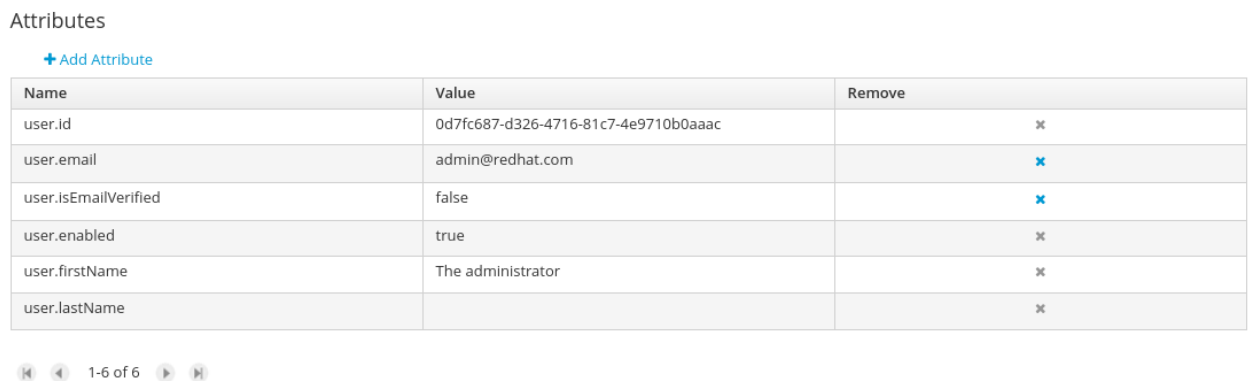 Attributes
Add Attribute
Name Value Remove
user.id 0d7fc687-d326-4716-81c7-4e9710b0aaac
user.email admin@redhat.com
user.isEmailVerified false
user.enabled true
user.firstName The administrator
user.lastName
1-6 of 6